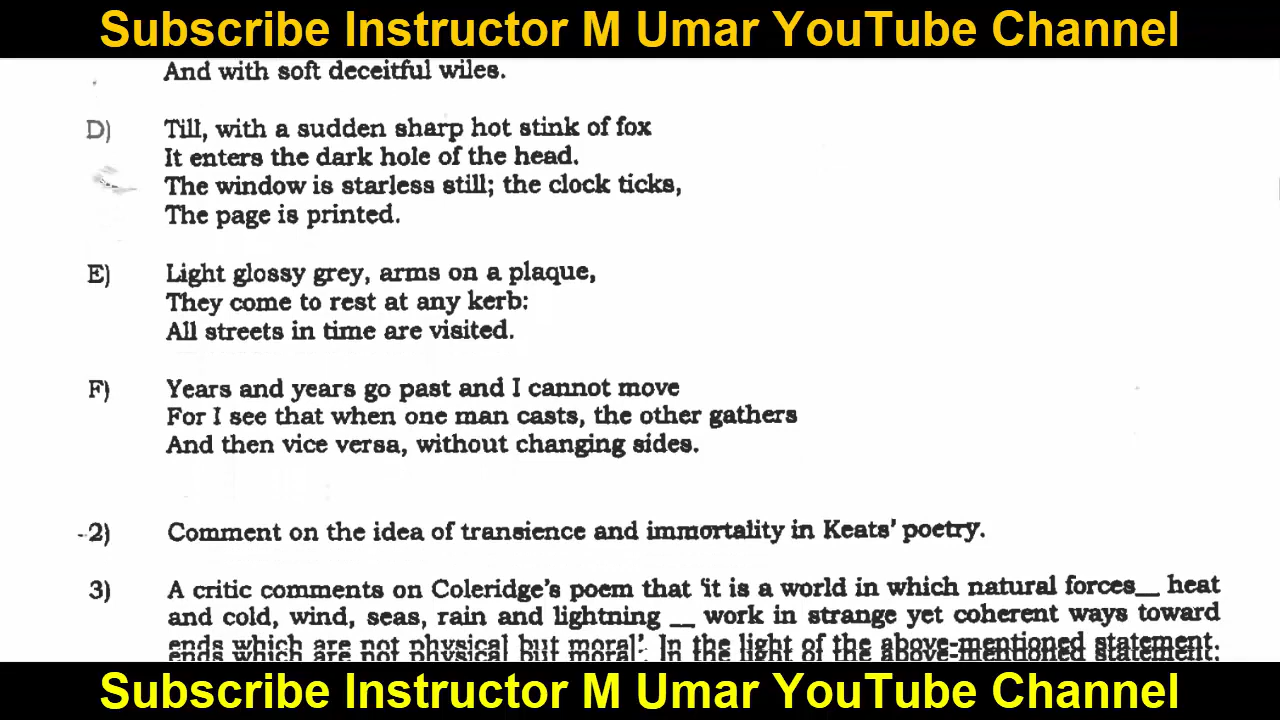 Subscribe Instructor M Umar YouTube Channel
And with soft deceitful wiles.
D) Till, with a sudden sharp hot stink of fox
It enters the dark hole of the head.
The window is starless still; the clock ticks,
The page is printed.
E) Light glossy grey, arms on a plaque,
They come to rest at any kerb:
All streets in time are visited.
F) Years and years go past and I cannot move
For I see that when one man casts, the other gathers
And then vice versa, without changing sides.
2) Comment on the idea of transience and immortality in Keats' poetry.
3) A critic comments on Coleridge's poem that 'it is a world in which natural forces_ heat
and cold, wind, seas, rain and lightning _ work in strange yet coherent ways toward
ends which are not physical but moral'. In the light of the above-mentioned statement;
Subscribe Instructor M Umar YouTube Channel